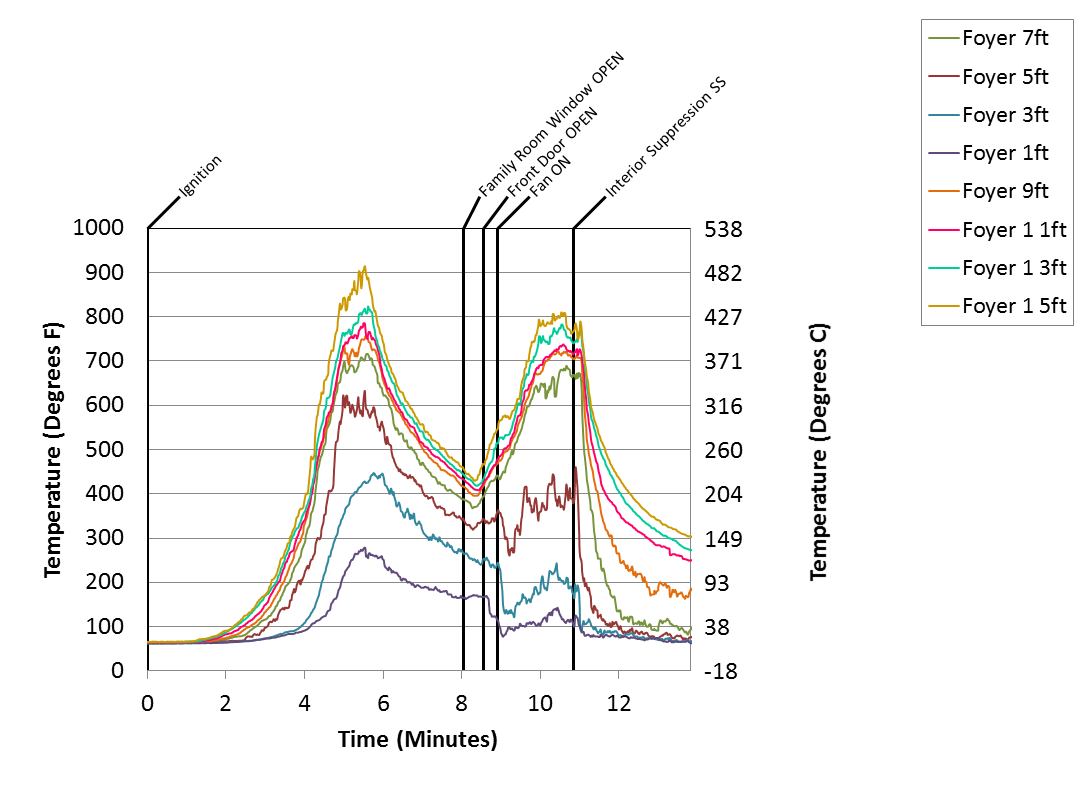 Ignition
Family Room Window OPEN
Front Door OPEN
Fan ON
Interior Suppression SS
Foyer 7ft
Foyer 5ft
Foyer 3ft
Foyer 1ft
Foyer 9ft
Foyer 1 1ft
Foyer 1 3ft
Foyer 1 5ft
Temperature (Degrees F)
1000
900
800
700
600
500
400
300
200
100
0
538
482
427
371
316
260
204
149
93
38
-18
Temperature (Degrees C)
0 2 4 6 8 10 12
Time (Minutes)